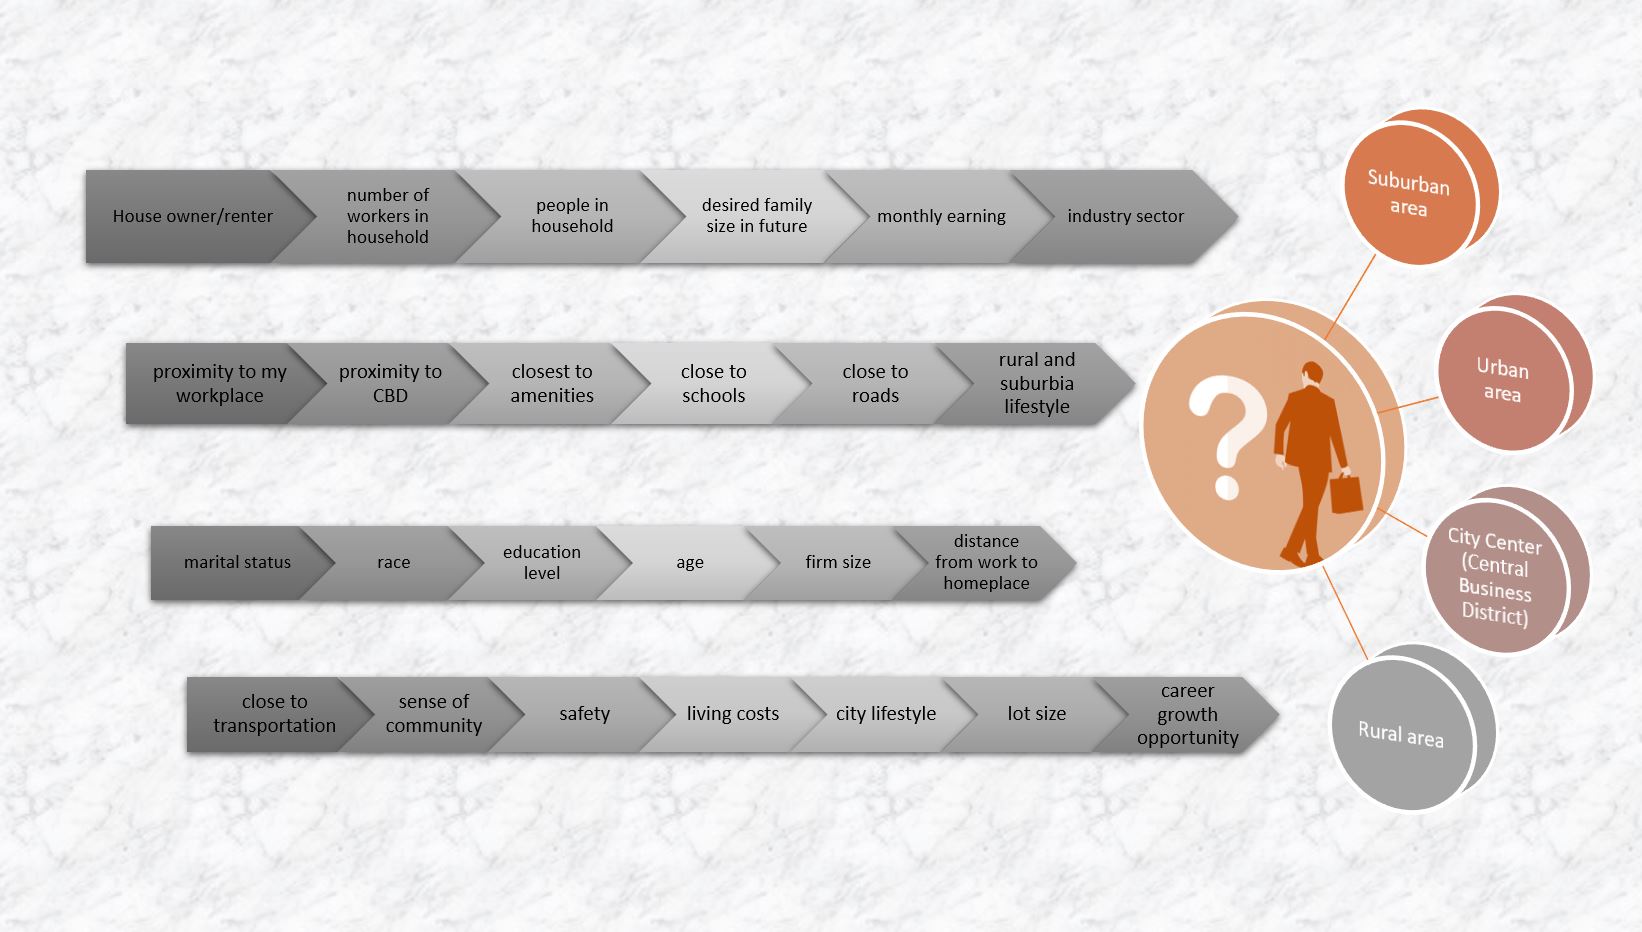 House owner/renter
number of
workers in
household
people in
household
desired family
size in future
monthly earning
industry sector
proximity to my
workplace
proximity to
CBD
closest to
amenities
close to
schools
close to
roads
rural and
suburbia
lifestyle
marital status
race
education
level
age
firm size
distance
from work to
homeplace
close to
transportation
sense of
community
safety
living costs
city lifestyle
lot size
career
growth
opportunity
?
Suburban
area
Urban
area
City Center
(Central
Business
District)
Rural area